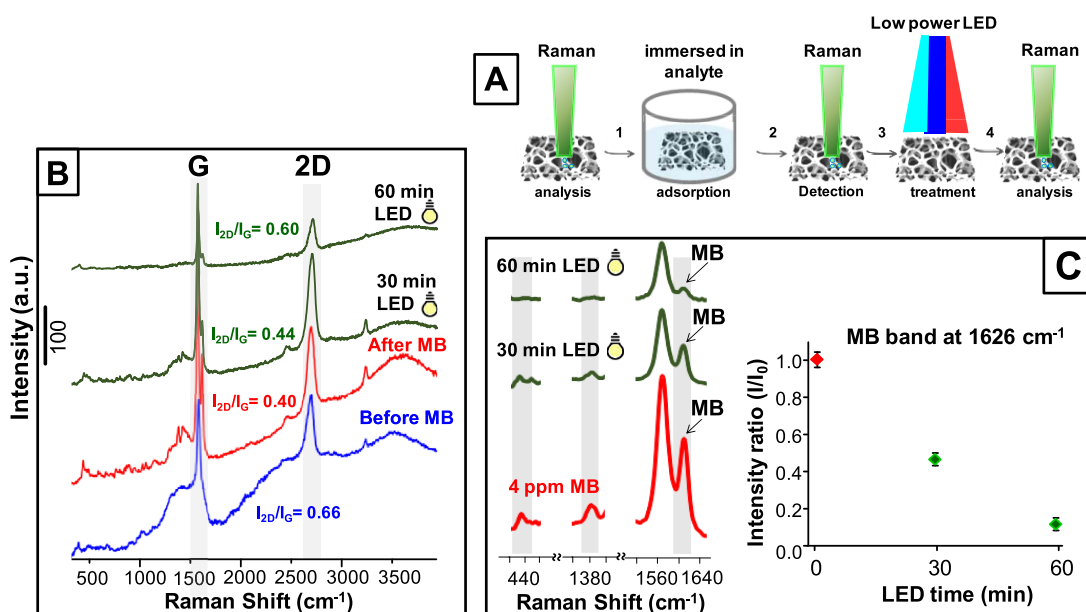 A
Raman
analysis
1
immersed in
analyte
adsorption
2
Raman
Detection
3
Low power LED
treatment
4
Raman
analysis
B
G
2D
60 min
LED
I2D/IG= 0.60
30 min
LED
I2D/IG= 0.44
After MB
I2D/IG= 0.40
Before MB
I2D/IG= 0.66
100
Intensity (a.u.)
500 1000 1500 2000 2500 3000 3500
Raman Shift (cm-1)
C
60 min LED
MB
30 min LED
MB
MB
4 ppm MB
440 1380 1560 1640
Raman Shift (cm-1)
MB band at 1626 cm-1
Intensity ratio (I/I0)
1.0
0.8
0.6
0.4
0.2
0.0
0 30 60
LED time (min)